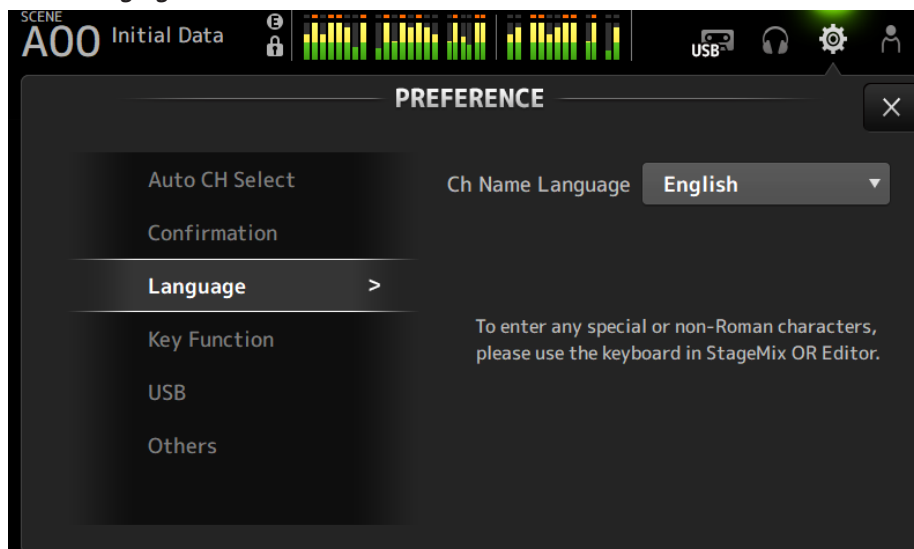 SCENE
A00 Initial Data
E
USB
PREFERENCE
Auto CH Select
Ch Name Language English
Confirmation
Language >
Key Function
To enter any special or non-Roman characters,
please use the keyboard in StageMix OR Editor.
USB
Others